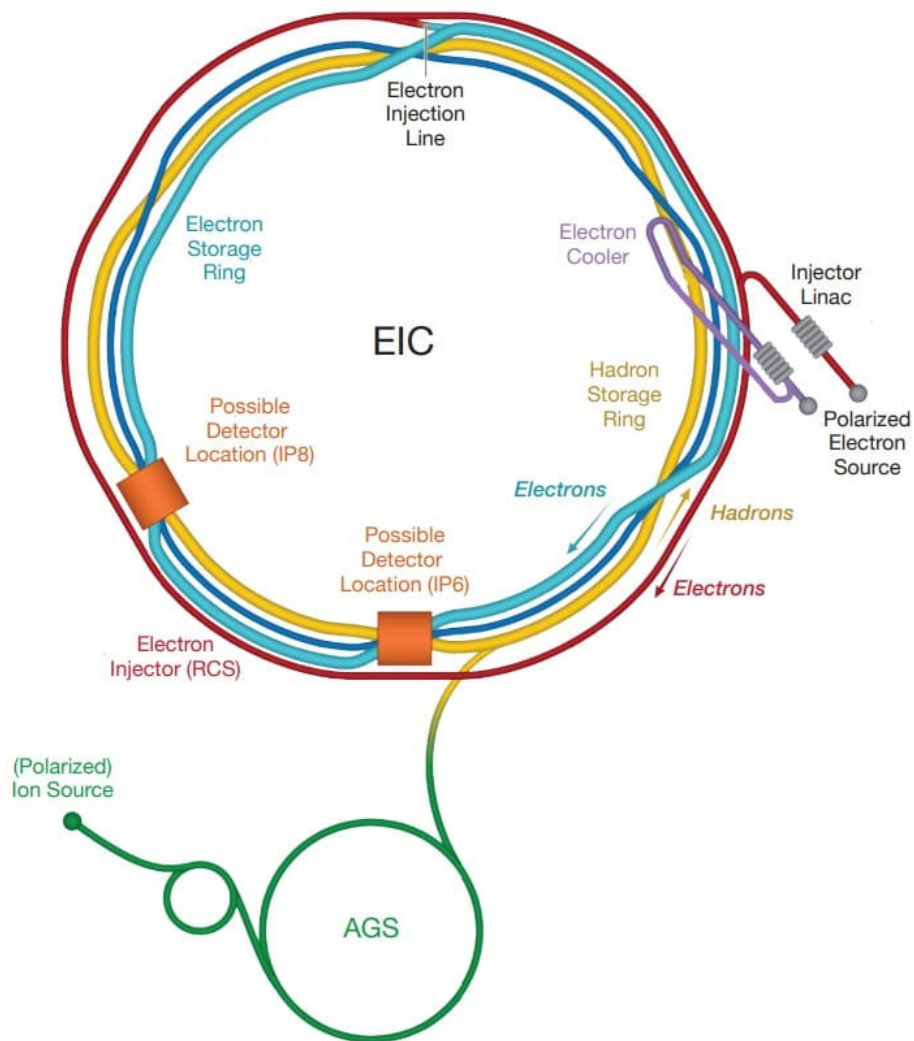 Electron
Injection
Line
Electron
Storage
Ring
Electron
Cooler
Injector
Linac
EIC
Hadron
Storage
Ring
Possible
Detector
Location (IP8)
Polarized
Electron
Source
Electrons
Hadrons
Possible
Detector
Location (IP6)
Electrons
Electron
Injector (RCS)
(Polarized)
Ion Source
AGS